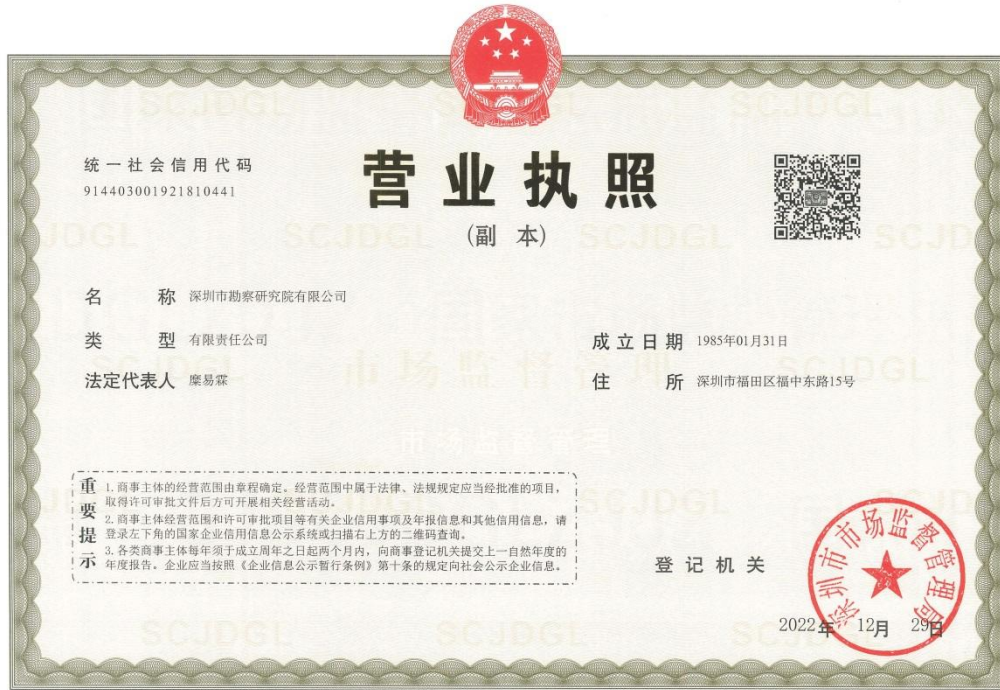 统一社会信用代码
914403001921810441
营业执照
(副 本)
名 称 深圳市勘察研究院有限公司
类 型 有限责任公司
成立日期 1985年01月31日
法定代表人 糜易霖
住 所 深圳市福田区福中东路15号
重要提示
1.商事主体的经营范围由章程确定。经营范围中属于法律、法规规定应当经批准的项目,
取得许可审批文件后方可开展相关经营活动。
2.商事主体经营范围和许可审批项目等有关企业信用事项及年报信息和其他信用信息,请
登录左下角的国家企业信用信息公示系统或扫描右上方的二维码查询。
3.各类商事主体每年须于成立周年之日起两个月内,向商事登记机关提交上一自然年度的
年度报告。企业应当按照《企业信息公示暂行条例》第十条的规定向社会公示企业信息。
登记机关
深圳市市场监督管理局
2022年 12月 29日
SCJDGL
市场监督管理
市场监督管理